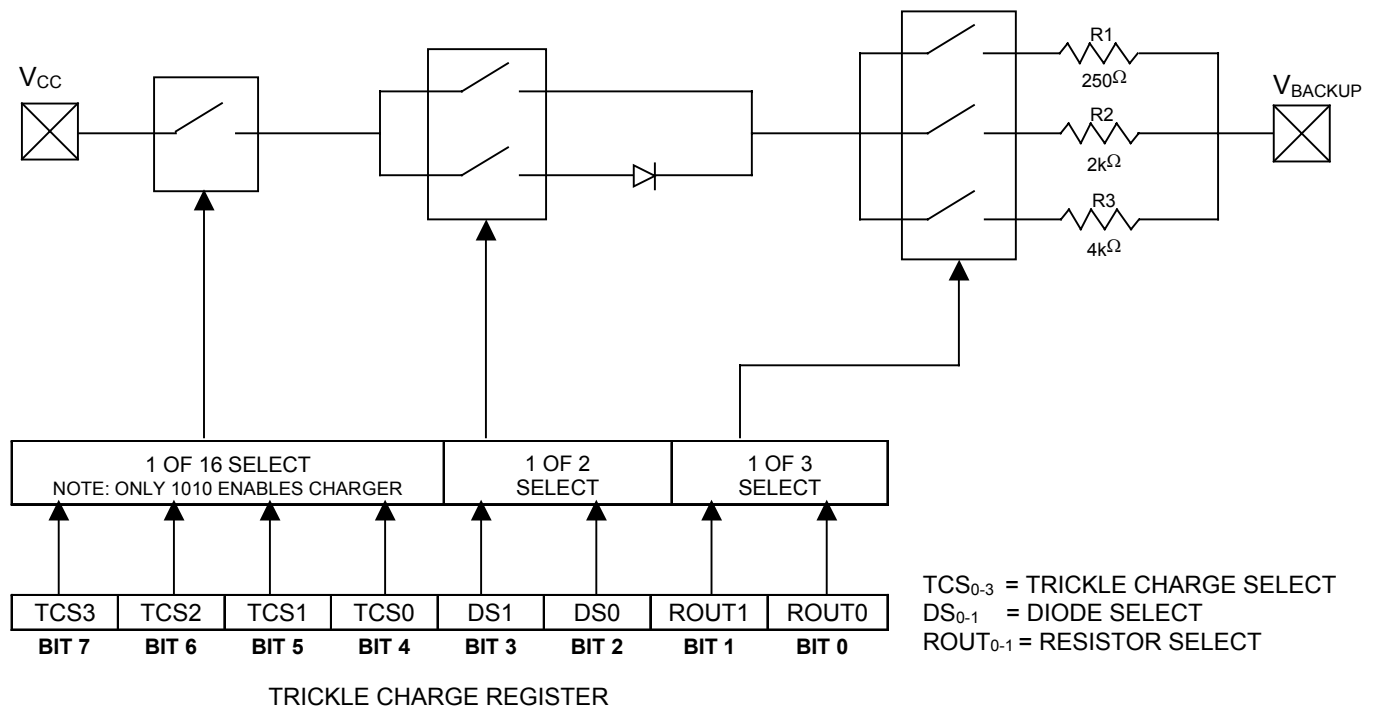 VCC
R1
250Ω
R2
2kΩ
R3
4kΩ
VBACKUP
1 OF 16 SELECT
NOTE: ONLY 1010 ENABLES CHARGER
1 OF 2
SELECT
1 OF 3
SELECT
TCS3 TCS2 TCS1 TCS0 DS1 DS0 ROUT1 ROUT0
BIT 7 BIT 6 BIT 5 BIT 4 BIT 3 BIT 2 BIT 1 BIT 0
TCS0-3 = TRICKLE CHARGE SELECT
DS0-1 = DIODE SELECT
ROUT0-1 = RESISTOR SELECT
TRICKLE CHARGE REGISTER